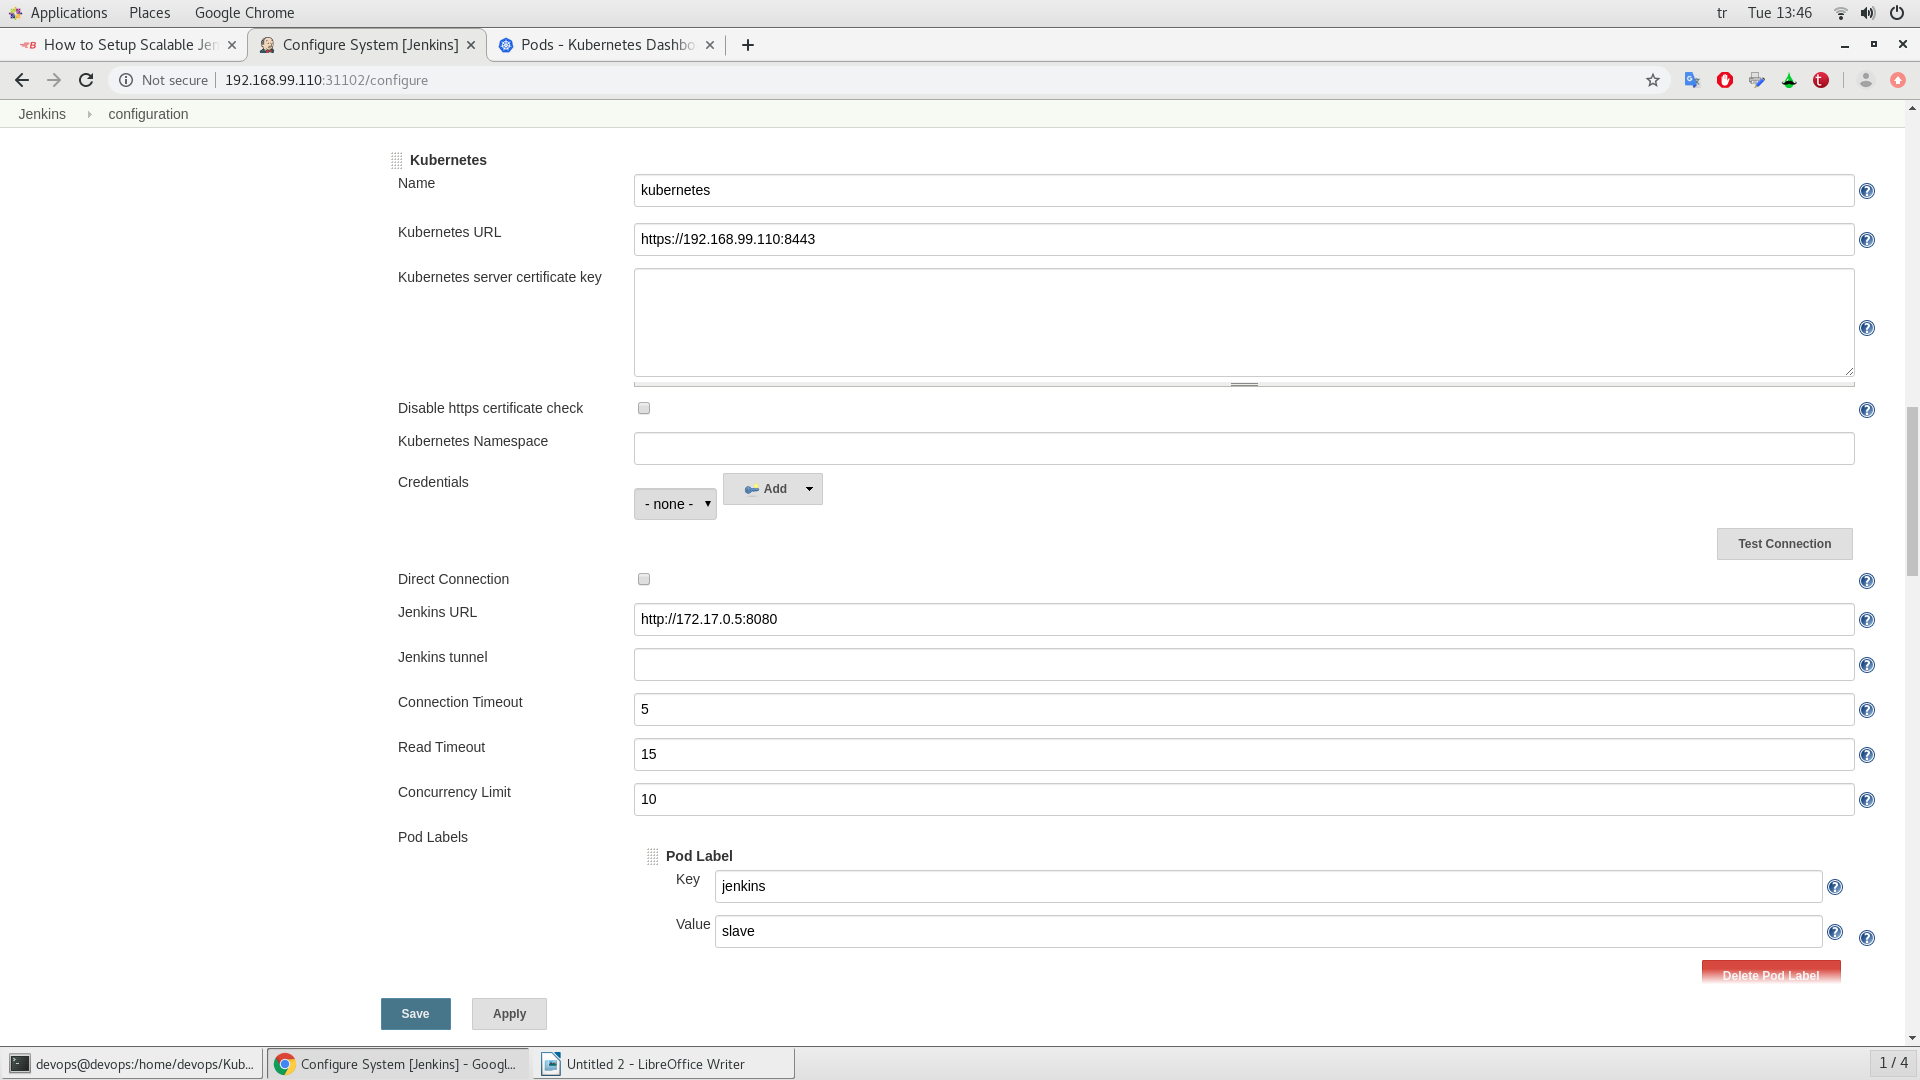 Applications Places Google Chrome tr Tue 13:46
How to Setup Scalable Jen Configure System [Jenkins] Pods - Kubernetes Dashbo
Not secure 192.168.99.110:31102/configure
Jenkins configuration
Kubernetes
Name kubernetes
Kubernetes URL https://192.168.99.110:8443
Kubernetes server certificate key
Disable https certificate check
Kubernetes Namespace
Credentials - none - Add
Test Connection
Direct Connection
Jenkins URL http://172.17.0.5:8080
Jenkins tunnel
Connection Timeout 5
Read Timeout 15
Concurrency Limit 10
Pod Labels
Pod Label
Key jenkins
Value slave
Delete Pod Label
Save Apply
devops@devops:/home/devops/Kub... Configure System [Jenkins] - Googl... Untitled 2 - LibreOffice Writer 1 / 4